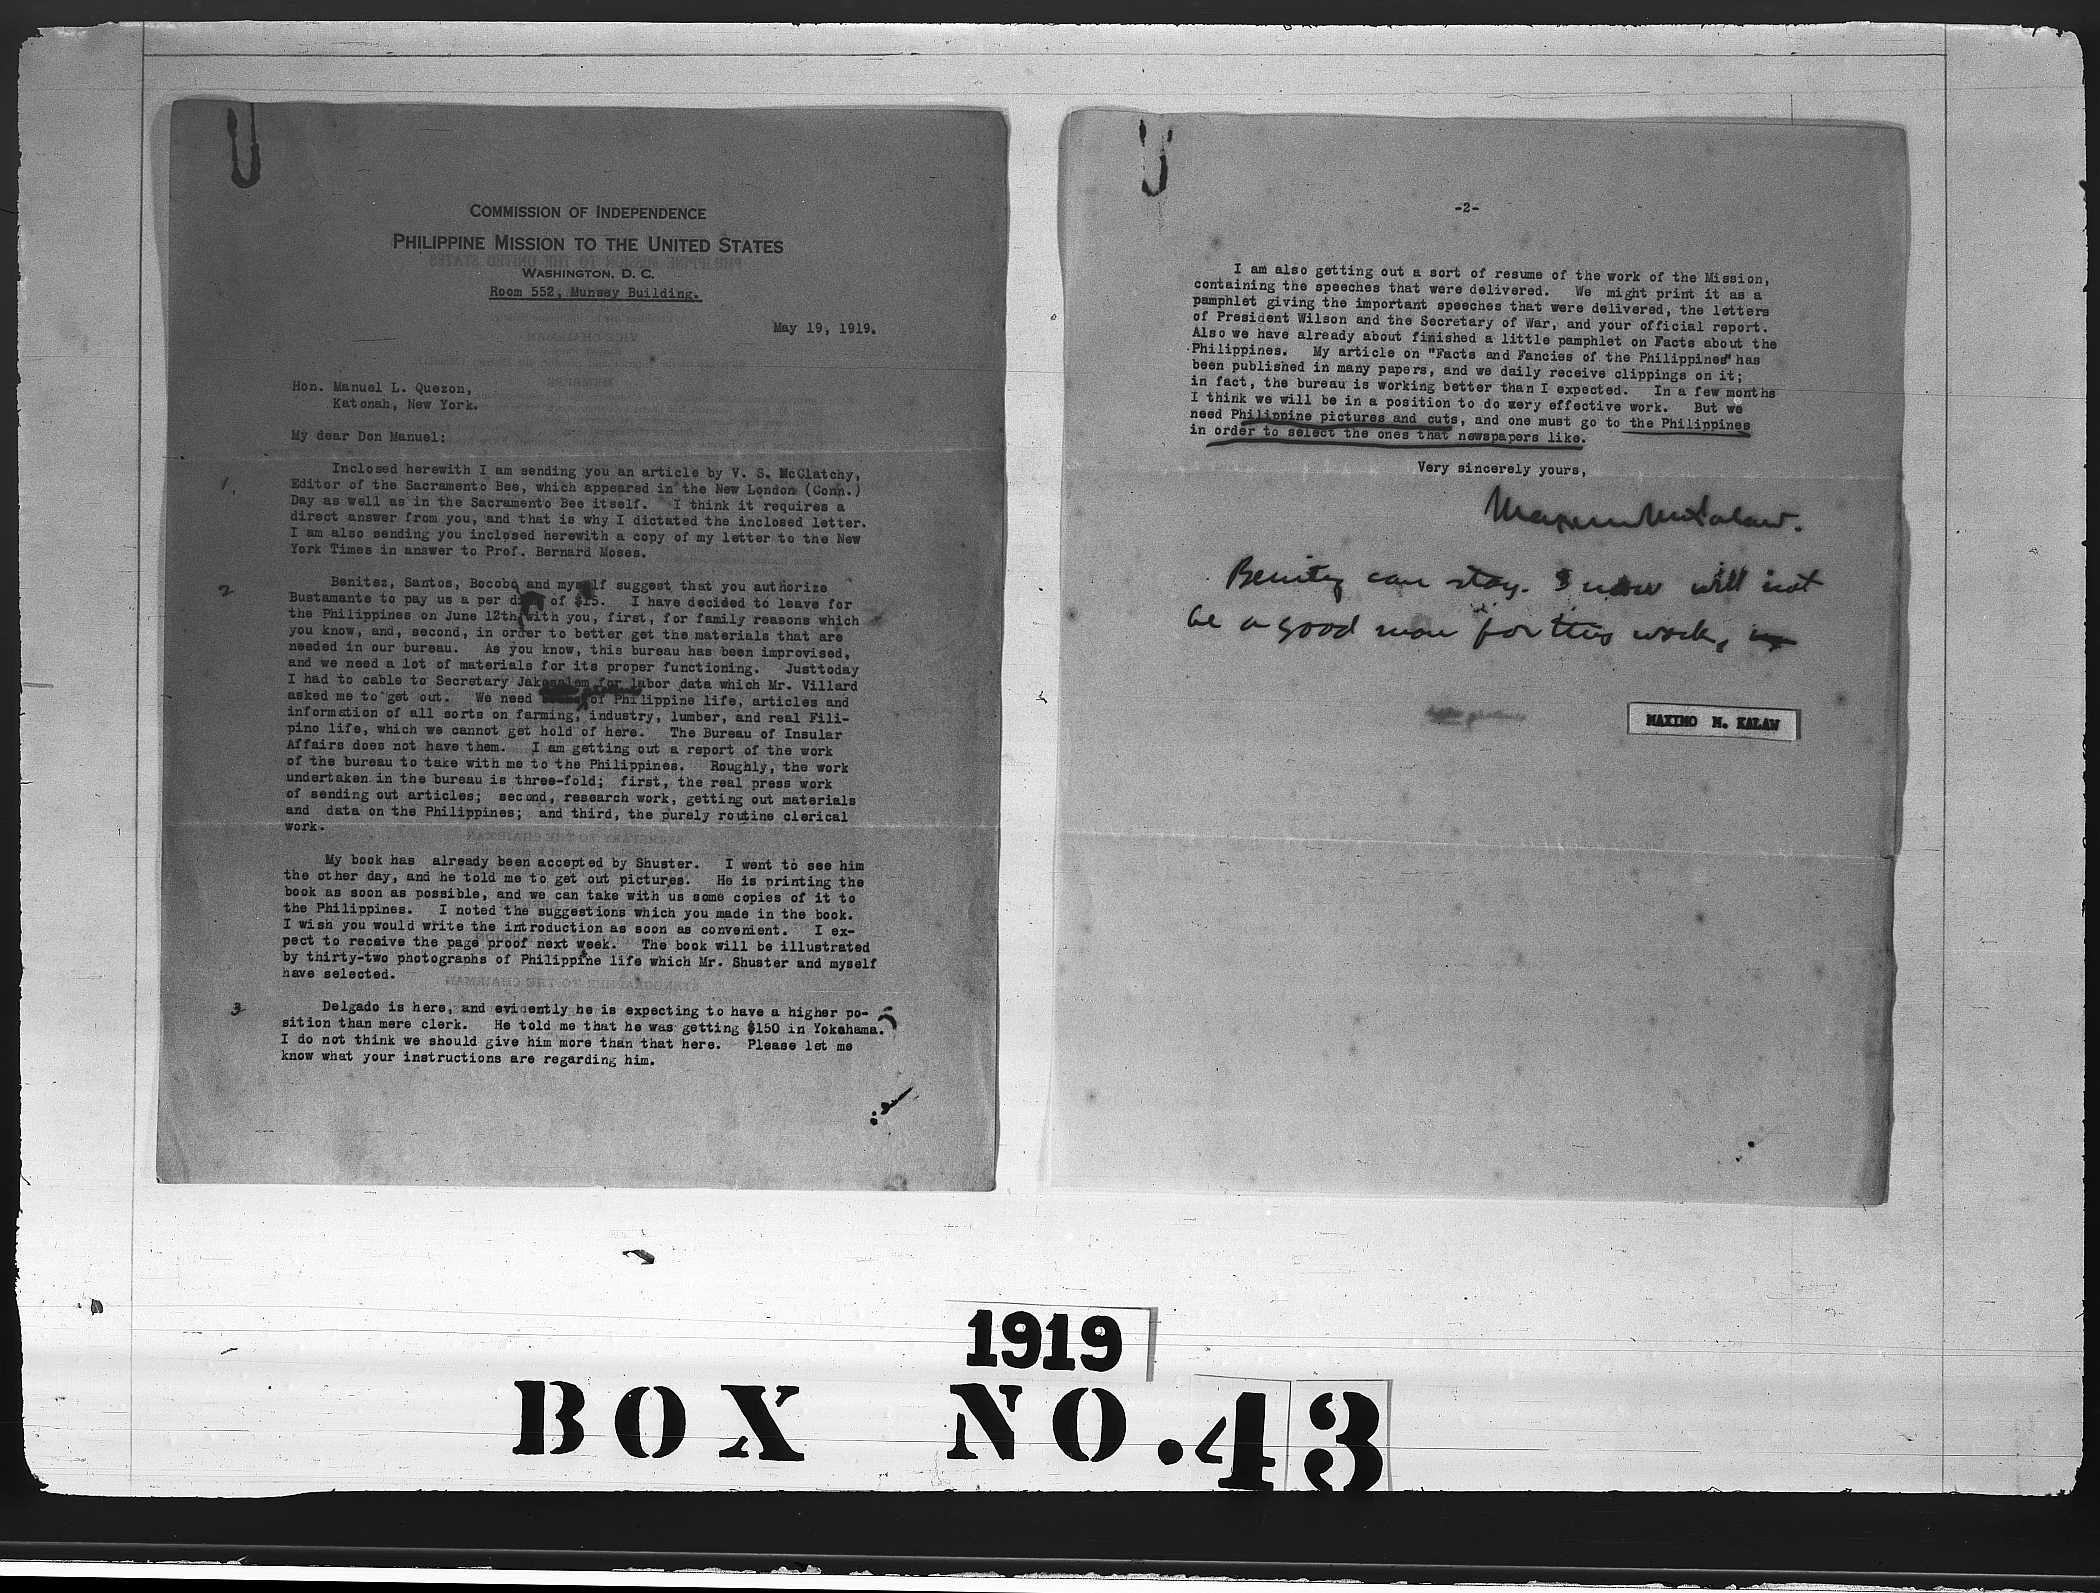 COMMISSION OF INDEPENDENCE
PHILIPPINE MISSION TO THE UNITED STATES
WASHINGTON, D. C.
Room 552, Munsey Building.
May 19, 1919.
Hon. Manuel L. Quezon,
Katonah, New York.
My dear Don Manuel:
1.
Inclosed herewith I am sending you an article by V. S. McClatchy,
Editor of the Sacramento Bee, which appeared in the New London (Conn.)
Day as well as in the Sacramento Bee itself. I think it requires a
direct answer from you, and that is why I dictated the inclosed letter.
I am also sending you inclosed herewith a copy of my letter to the New
York Times in answer to Prof. Bernard Moses.
2
Benitez, Santos, Bocobo and myself suggest that you authorize
Bustamante to pay us a per diem of $15. I have decided to leave for
the Philippines on June 12th, with you, first, for family reasons which
you know, and, second, in order to better get the materials that are
needed in our bureau. As you know, this bureau has been improvised,
and we need a lot of materials for its proper functioning. Justtoday
I had to cable to Secretary Jakosalem for labor data which Mr. Villard
asked me to get out. We need of Philippine life, articles and
information of all sorts on farming, industry, lumber, and real Fili-
pino life, which we cannot get hold of here. The Bureau of Insular
Affairs does not have them. I am getting out a report of the work
of the bureau to take with me to the Philippines. Roughly, the work
undertaken in the bureau is three-fold; first, the real press work
of sending out articles; second, research work, getting out materials
and data on the Philippines; and third, the purely routine clerical
work.
My book has already been accepted by Shuster. I went to see him
the other day, and he told me to get out pictures. He is printing the
book as soon as possible, and we can take with us some copies of it to
the Philippines. I noted the suggestions which you made in the book.
I wish you would write the introduction as soon as convenient. I ex-
pect to receive the page proof next week. The book will be illustrated
by thirty-two photographs of Philippine life which Mr. Shuster and myself
have selected.
3
Delgado is here, and evidently he is expecting to have a higher po-
sition than mere clerk. He told me that he was getting $150 in Yokahama.
I do not think we should give him more than that here. Please let me
know what your instructions are regarding him.
-2-
I am also getting out a sort of resume of the work of the Mission,
containing the speeches that were delivered. We might print it as a
pamphlet giving the important speeches that were delivered, the letters
of President Wilson and the Secretary of War, and your official report.
Also we have already about finished a little pamphlet on Facts about the
Philippines. My article on "Facts and Fancies of the Philippines" has
been published in many papers, and we daily receive clippings on it;
in fact, the bureau is working better than I expected. In a few months
I think we will be in a position to do very effective work. But we
need Philippine pictures and cuts, and one must go to the Philippines
in order to select the ones that newspapers like.
Very sincerely yours,
Maximo M. Kalaw.
Benitez can stay. will not
be a good man for this work,
MAXIMO M. KALAW
1919
BOX NO. 43